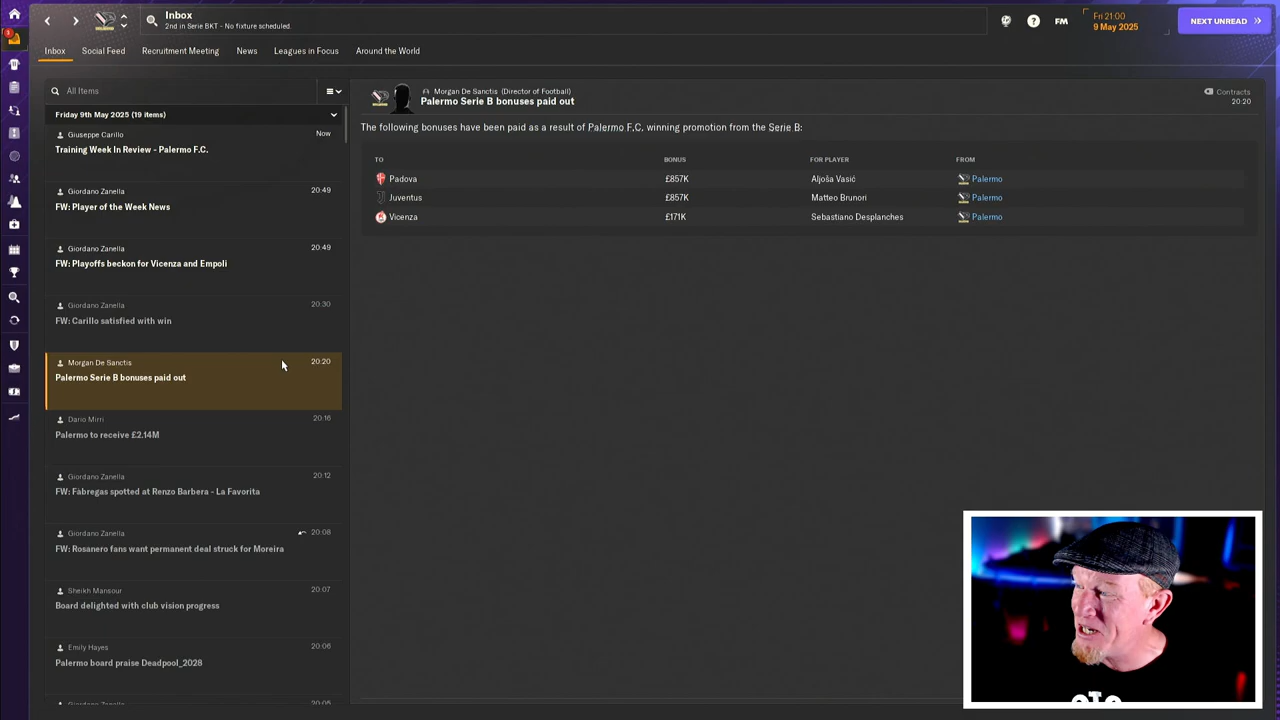 Inbox
2nd in Serie BKT - No fixture scheduled.
FM
Fri 21:00
9 May 2025
NEXT UNREAD
1
Inbox
Social Feed
Recruitment Meeting
News
Leagues in Focus
Around the World
All Items
Friday 9th May 2025 (19 items)
Giuseppe Carillo
Now
Training Week In Review - Palermo F.C.
Giordano Zanella
20:49
FW: Player of the Week News
Giordano Zanella
20:49
FW: Playoffs beckon for Vicenza and Empoli
Giordano Zanella
20:30
FW: Carillo satisfied with win
Morgan De Sanctis
20:20
Palermo Serie B bonuses paid out
Dario Mirri
20:16
Palermo to receive £2.14M
Giordano Zanella
20:12
FW: Fàbregas spotted at Renzo Barbera - La Favorita
Giordano Zanella
20:08
FW: Rosanero fans want permanent deal struck for Moreira
Sheikh Mansour
20:07
Board delighted with club vision progress
Emily Hayes
20:06
Palermo board praise Deadpool_2028
Morgan De Sanctis (Director of Football)
Palermo Serie B bonuses paid out
Contracts
20:20
The following bonuses have been paid as a result of Palermo F.C. winning promotion from the Serie B:
TO BONUS FOR PLAYER FROM
Padova £857K Aljoša Vasić Palermo
Juventus £857K Matteo Brunori Palermo
Vicenza £171K Sebastiano Desplanches Palermo